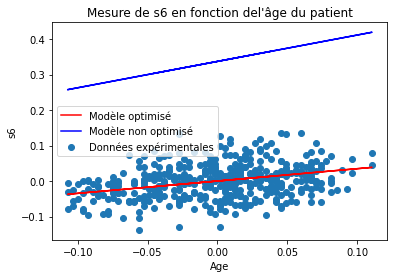 Mesure de s6 en fonction del'âge du patient
0.4
0.3
0.2
0.1
0.0
−0.1
s6
Modèle optimisé
Modèle non optimisé
Données expérimentales
−0.10
−0.05
0.00
0.05
0.10
Age